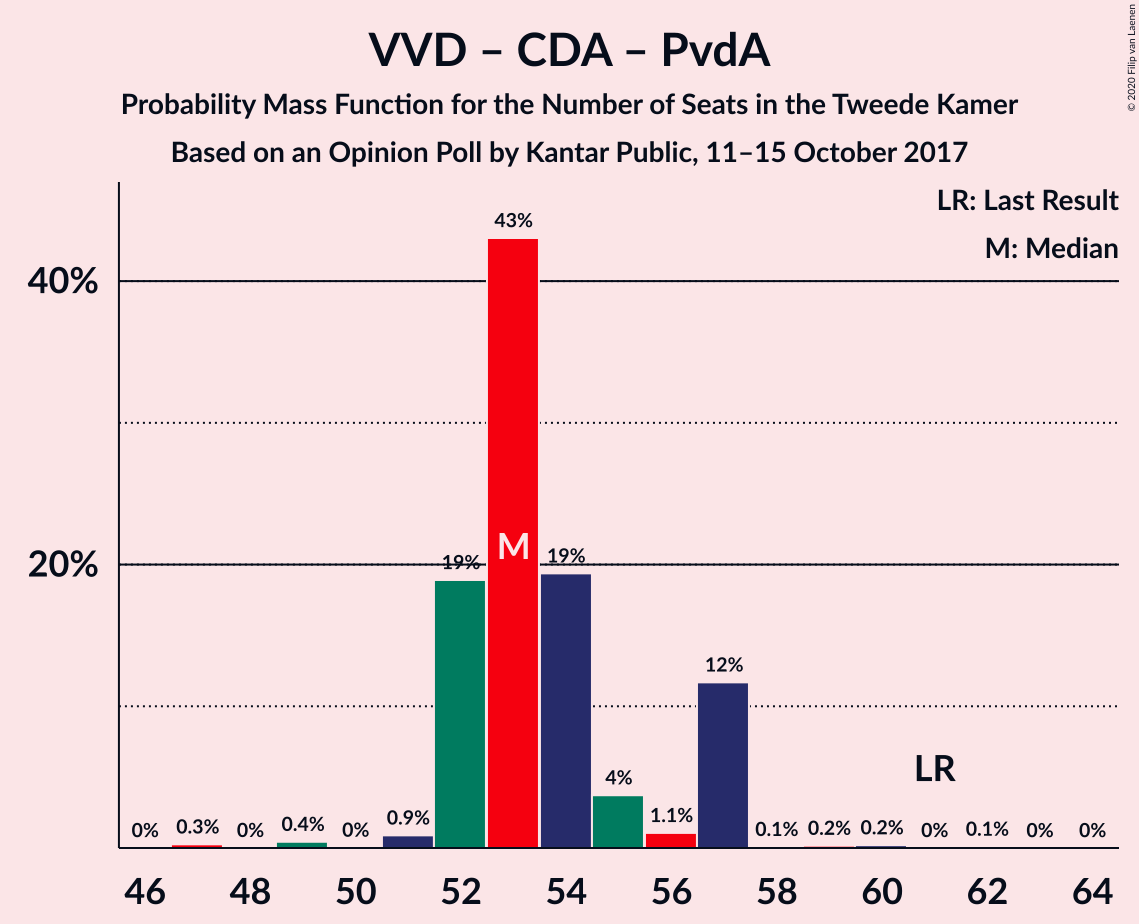 VVD – CDA – PvdA
Probability Mass Function for the Number of Seats in the Tweede Kamer
Based on an Opinion Poll by Kantar Public, 11–15 October 2017
© 2020 Filip van Laenen
LR: Last Result
M: Median
40%
20%
0% 0.3% 0% 0.4% 0% 0.9% 19% 43% 19% 4% 1.1% 12% 0.1% 0.2% 0.2% 0% 0.1% 0% 0%
M
LR
46 48 50 52 54 56 58 60 62 64